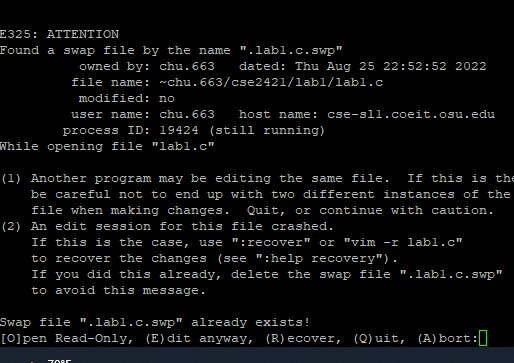 E325: ATTENTION
Found a swap file by the name ".lab1.c.swp"
owned by: chu.663   dated: Thu Aug 25 22:52:52 2022
file name: ~chu.663/cse2421/lab1/lab1.c
modified: no
user name: chu.663   host name: cse-sl1.coeit.osu.edu
process ID: 19424 (still running)
While opening file "lab1.c"
(1) Another program may be editing the same file.  If this is the
be careful not to end up with two different instances of the
file when making changes.  Quit, or continue with caution.
(2) An edit session for this file crashed.
If this is the case, use ":recover" or "vim -r lab1.c"
to recover the changes (see ":help recovery").
If you did this already, delete the swap file ".lab1.c.swp"
to avoid this message.
Swap file ".lab1.c.swp" already exists!
[O]pen Read-Only, (E)dit anyway, (R)ecover, (Q)uit, (A)bort: